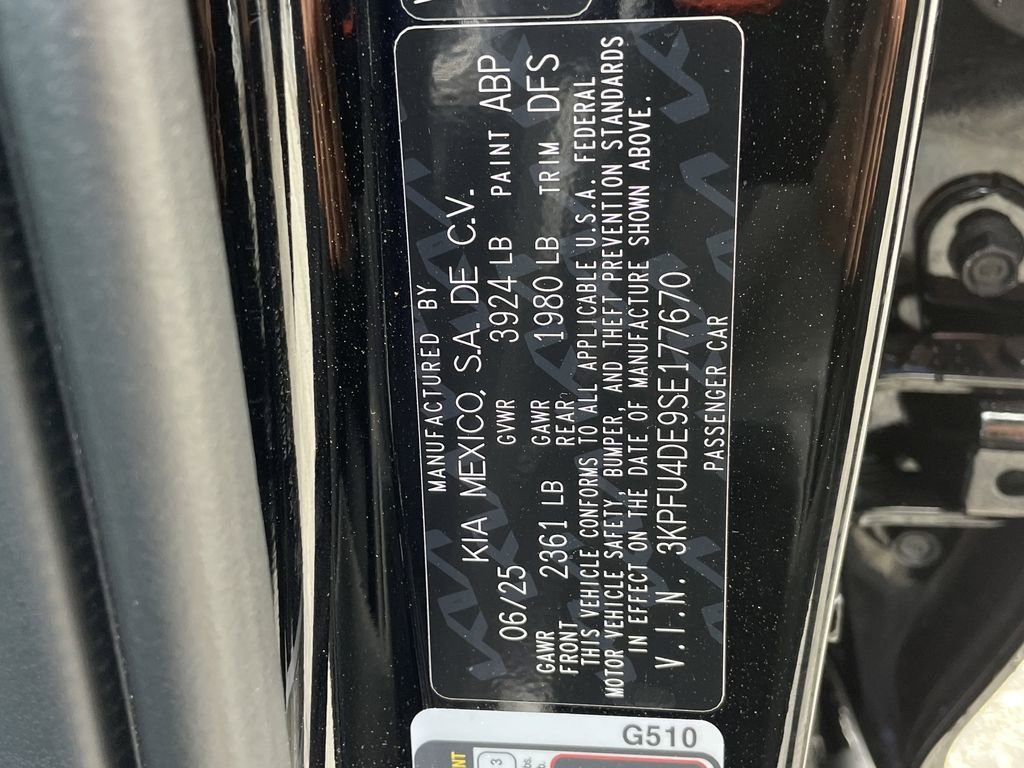 MANUFACTURED BY
KIA MEXICO, S.A. DE C.V.
06/25 GVWR 3924 LB PAINT ABP
GAWR FRONT 2361 LB GAWR REAR 1980 LB TRIM DFS
THIS VEHICLE CONFORMS TO ALL APPLICABLE U.S.A. FEDERAL
MOTOR VEHICLE SAFETY, BUMPER, AND THEFT PREVENTION STANDARDS
IN EFFECT ON THE DATE OF MANUFACTURE SHOWN ABOVE.
V.I.N. 3KPFU4DE9SE177670
PASSENGER CAR
G510